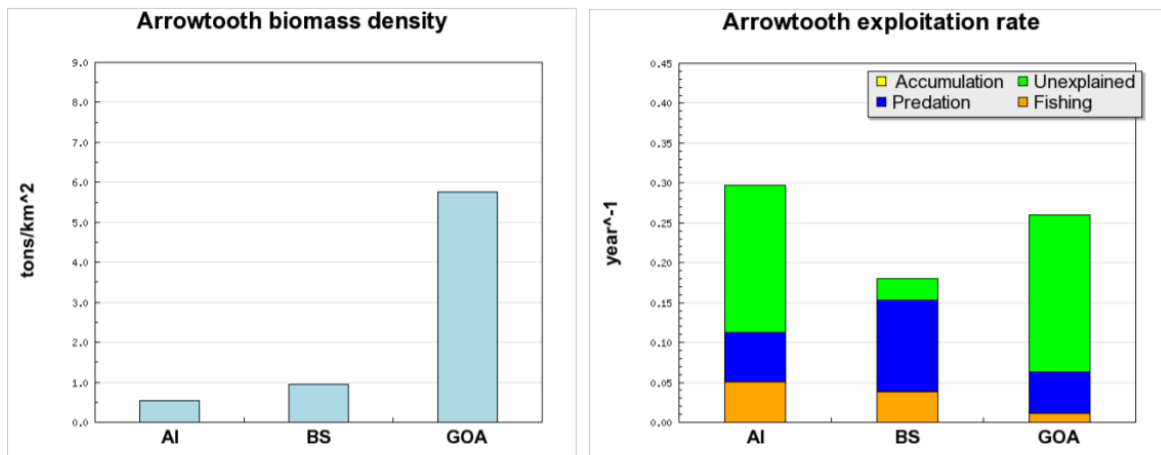 Arrowtooth biomass density
tons/km^2
9.0
8.0
7.0
6.0
5.0
4.0
3.0
2.0
1.0
0.0
AI BS GOA
Arrowtooth exploitation rate
year^-1
Accumulation Unexplained
Predation Fishing
0.45
0.40
0.35
0.30
0.25
0.20
0.15
0.10
0.05
0.00
AI BS GOA